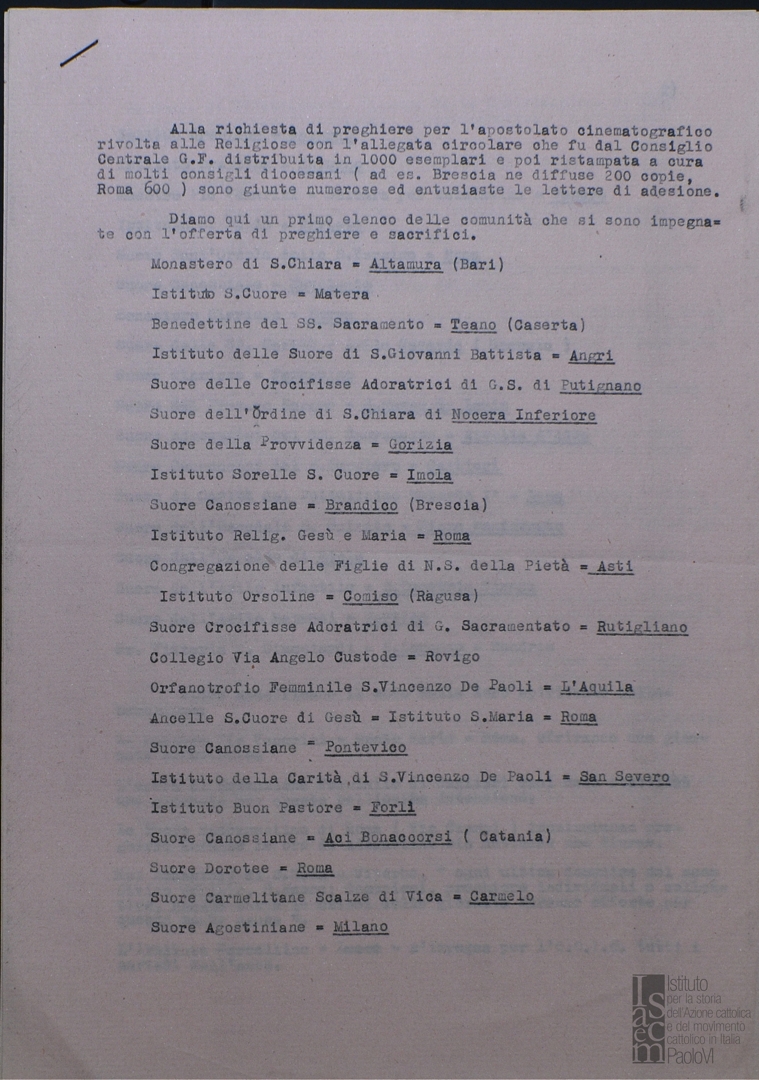 Alla richiesta di preghiere per l'apostolato cinematografico
rivolta alle Religiose con l'allegata circolare che fu dal Consiglio
Centrale G.F. distribuita in 1000 esemplari e poi ristampata a cura
di molti consigli diocesani ( ad es. Brescia ne diffuse 200 copie,
Roma 600 ) sono giunte numerose ed entusiaste le lettere di adesione.
Diamo qui un primo elenco delle comunità che si sono impegna=
te con l'offerta di preghiere e sacrifici.
Monastero di S.Chiara = Altamura (Bari)
Istituto S.Cuore = Matera
Benedettine del SS. Sacramento = Teano (Caserta)
Istituto delle Suore di S.Giovanni Battista = Angri
Suore delle Crocifisse Adoratrici di G.S. di Putignano
Suore dell'Ordine di S.Chiara di Nocera Inferiore
Suore della Provvidenza = Gorizia
Istituto Sorelle S. Cuore = Imola
Suore Canossiane = Brandico (Brescia)
Istituto Relig. Gesù e Maria = Roma
Congregazione delle Figlie di N.S. della Pietà = Asti
Istituto Orsoline = Comiso (Ragusa)
Suore Crocifisse Adoratrici di G. Sacramentato = Rutigliano
Collegio Via Angelo Custode = Rovigo
Orfanotrofio Femminile S.Vincenzo De Paoli = L'Aquila
Ancelle S.Cuore di Gesù = Istituto S.Maria = Roma
Suore Canossiane = Pontevico
Istituto della Carità di S.Vincenzo De Paoli = San Severo
Istituto Buon Pastore = Forlì
Suore Canossiane = Aci Bonaccorsi ( Catania)
Suore Dorotee = Roma
Suore Carmelitane Scalze di Vica = Carmelo
Suore Agostiniane = Milano
Isacem
Istituto
per la storia
dell'Azione cattolica
e del movimento
cattolico in Italia
PaoloVI